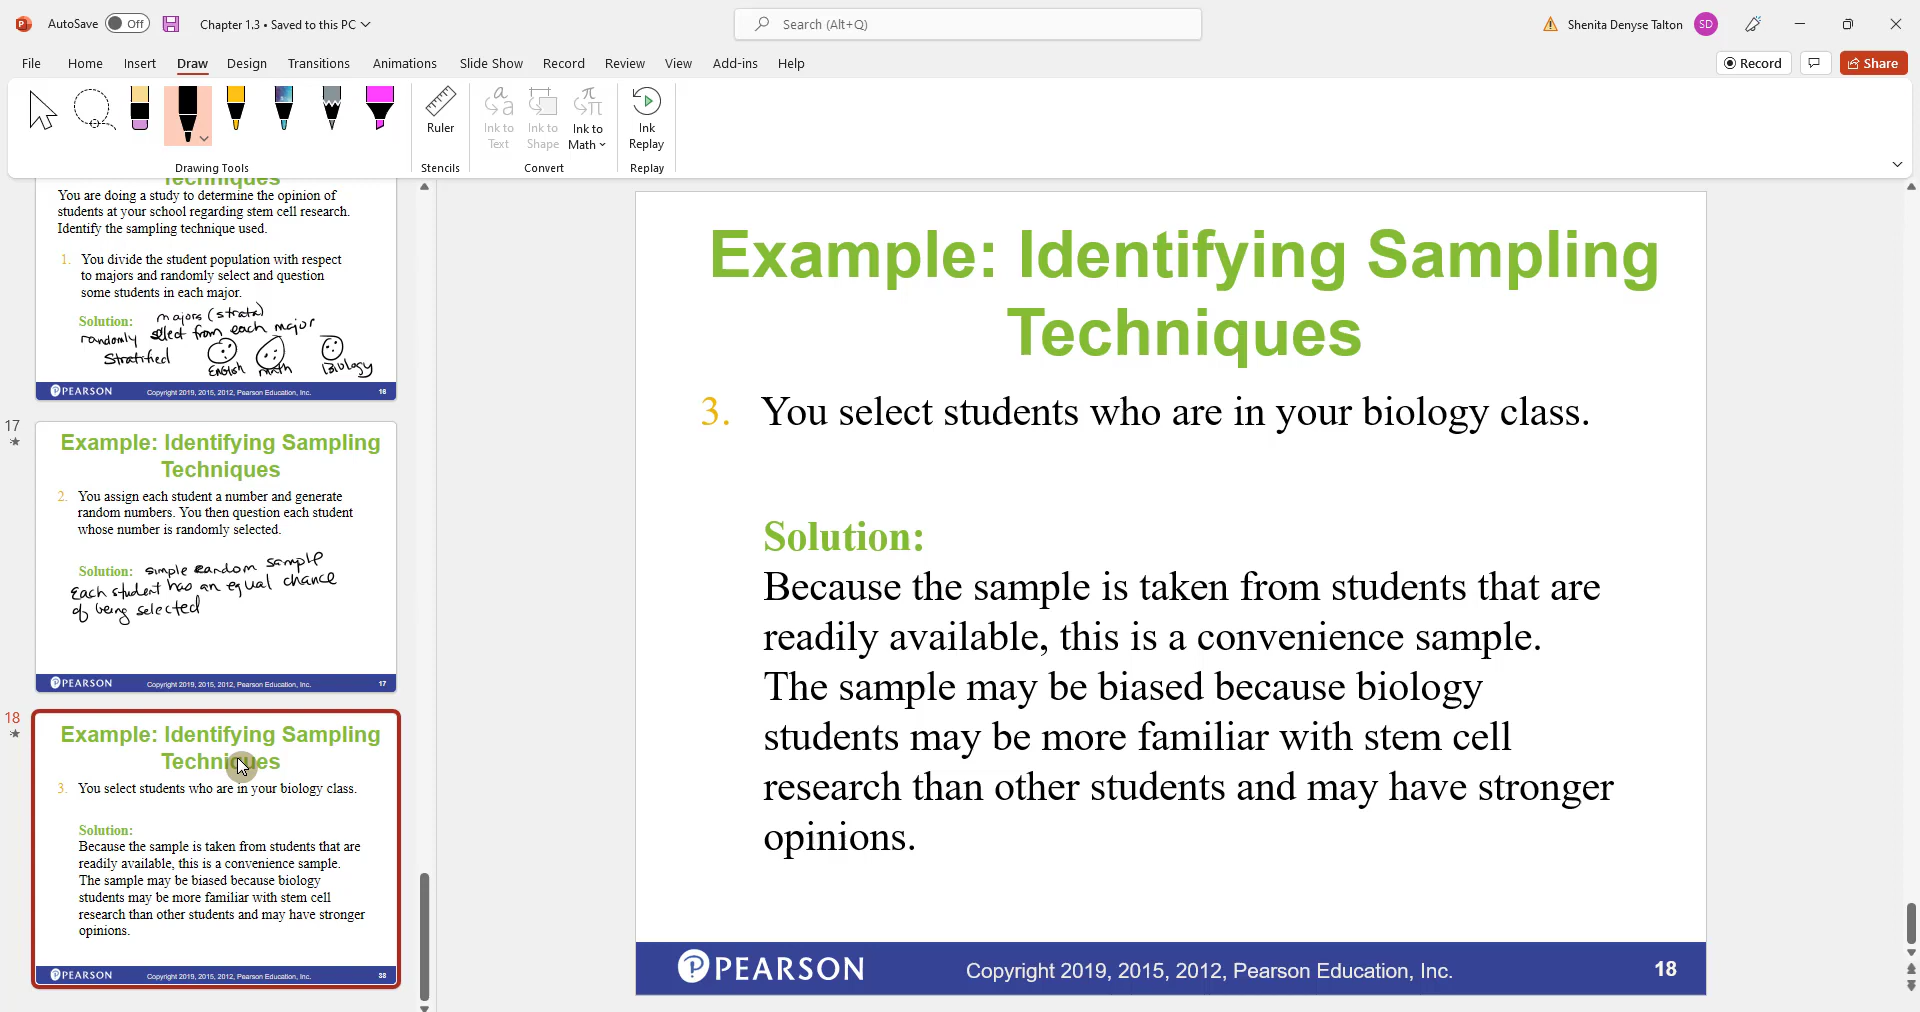 AutoSave Off Chapter 1.3 • Saved to this PC Search (Alt+Q) Shenita Denyse Talton SD
File Home Insert Draw Design Transitions Animations Slide Show Record Review View Add-ins Help Record Share
Ruler
Ink to Text
Ink to Shape
Ink to Math
Ink Replay
Drawing Tools Stencils Convert Replay
Techniques
You are doing a study to determine the opinion of
students at your school regarding stem cell research.
Identify the sampling technique used.
1. You divide the student population with respect
to majors and randomly select and question
some students in each major.
Solution: majors (strata)
randomly select from each major
Stratified
English math Biology
PEARSON Copyright 2019, 2015, 2012, Pearson Education, Inc. 16
17
Example: Identifying Sampling
Techniques
2. You assign each student a number and generate
random numbers. You then question each student
whose number is randomly selected.
Solution: simple random sample
Each student has an equal chance
of being selected
PEARSON Copyright 2019, 2015, 2012, Pearson Education, Inc. 17
18
Example: Identifying Sampling
Techniques
3. You select students who are in your biology class.
Solution:
Because the sample is taken from students that are
readily available, this is a convenience sample.
The sample may be biased because biology
students may be more familiar with stem cell
research than other students and may have stronger
opinions.
PEARSON Copyright 2019, 2015, 2012, Pearson Education, Inc. 38
Example: Identifying Sampling
Techniques
3. You select students who are in your biology class.
Solution:
Because the sample is taken from students that are
readily available, this is a convenience sample.
The sample may be biased because biology
students may be more familiar with stem cell
research than other students and may have stronger
opinions.
PEARSON Copyright 2019, 2015, 2012, Pearson Education, Inc. 18